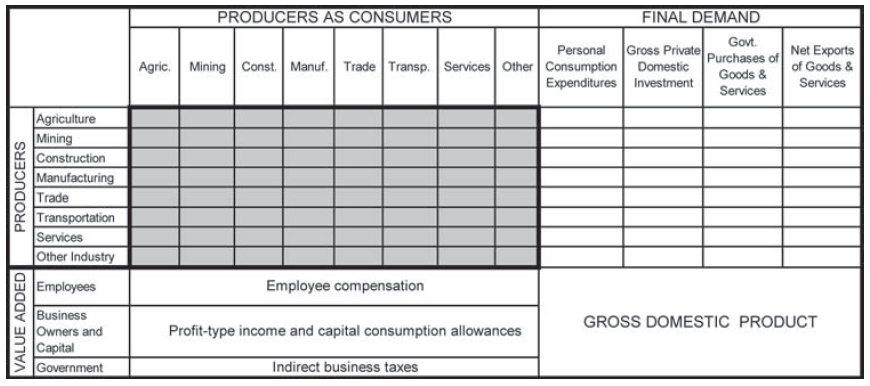 PRODUCERS AS CONSUMERS
FINAL DEMAND
Agric.
Mining
Const.
Manuf.
Trade
Transp.
Services
Other
Personal
Consumption
Expenditures
Gross Private
Domestic
Investment
Govt.
Purchases of
Goods &
Services
Net Exports
of Goods &
Services
PRODUCERS
Agriculture
Mining
Construction
Manufacturing
Trade
Transportation
Services
Other Industry
VALUE ADDED
Employees
Employee compensation
Business
Owners and
Capital
Profit-type income and capital consumption allowances
Government
Indirect business taxes
GROSS DOMESTIC PRODUCT